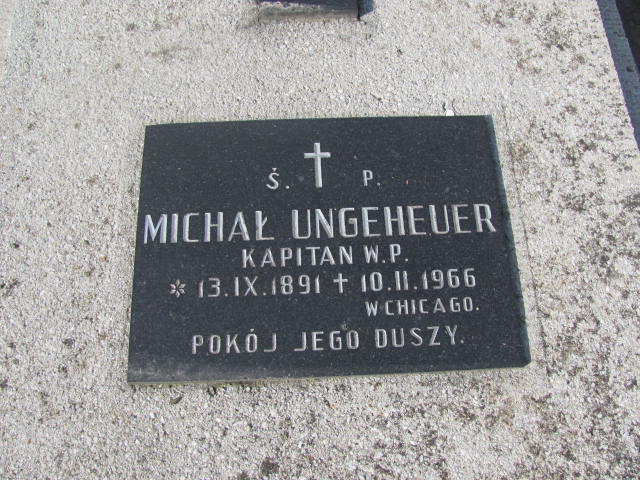 Ś. P.
MICHAŁ UNGEHEUER
KAPITAN W.P.
* 13.IX.1891 + 10.II.1966
W CHICAGO.
POKÓJ JEGO DUSZY.